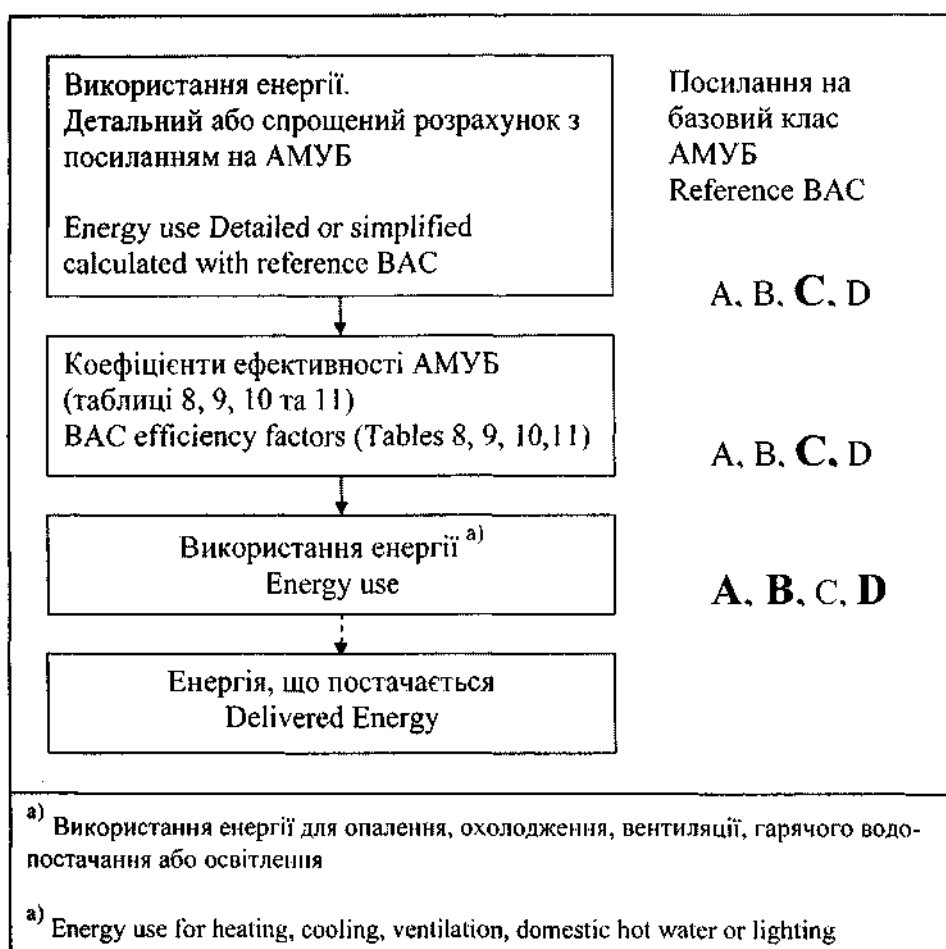 Використання енергії.
Детальний або спрощений розрахунок з
посиланням на АМУБ
Energy use Detailed or simplified
calculated with reference BAC
Посилання на
базовий клас
АМУБ
Reference BAC
A, B, C, D
Коефіцієнти ефективності АМУБ
(таблиці 8, 9, 10 та 11)
BAC efficiency factors (Tables 8, 9, 10,11)
A, B, C, D
Використання енергії a)
Energy use
A, B, C, D
Енергія, що постачається
Delivered Energy
a) Використання енергії для опалення, охолодження, вентиляції, гарячого водо-
постачання або освітлення
a) Energy use for heating, cooling, ventilation, domestic hot water or lighting